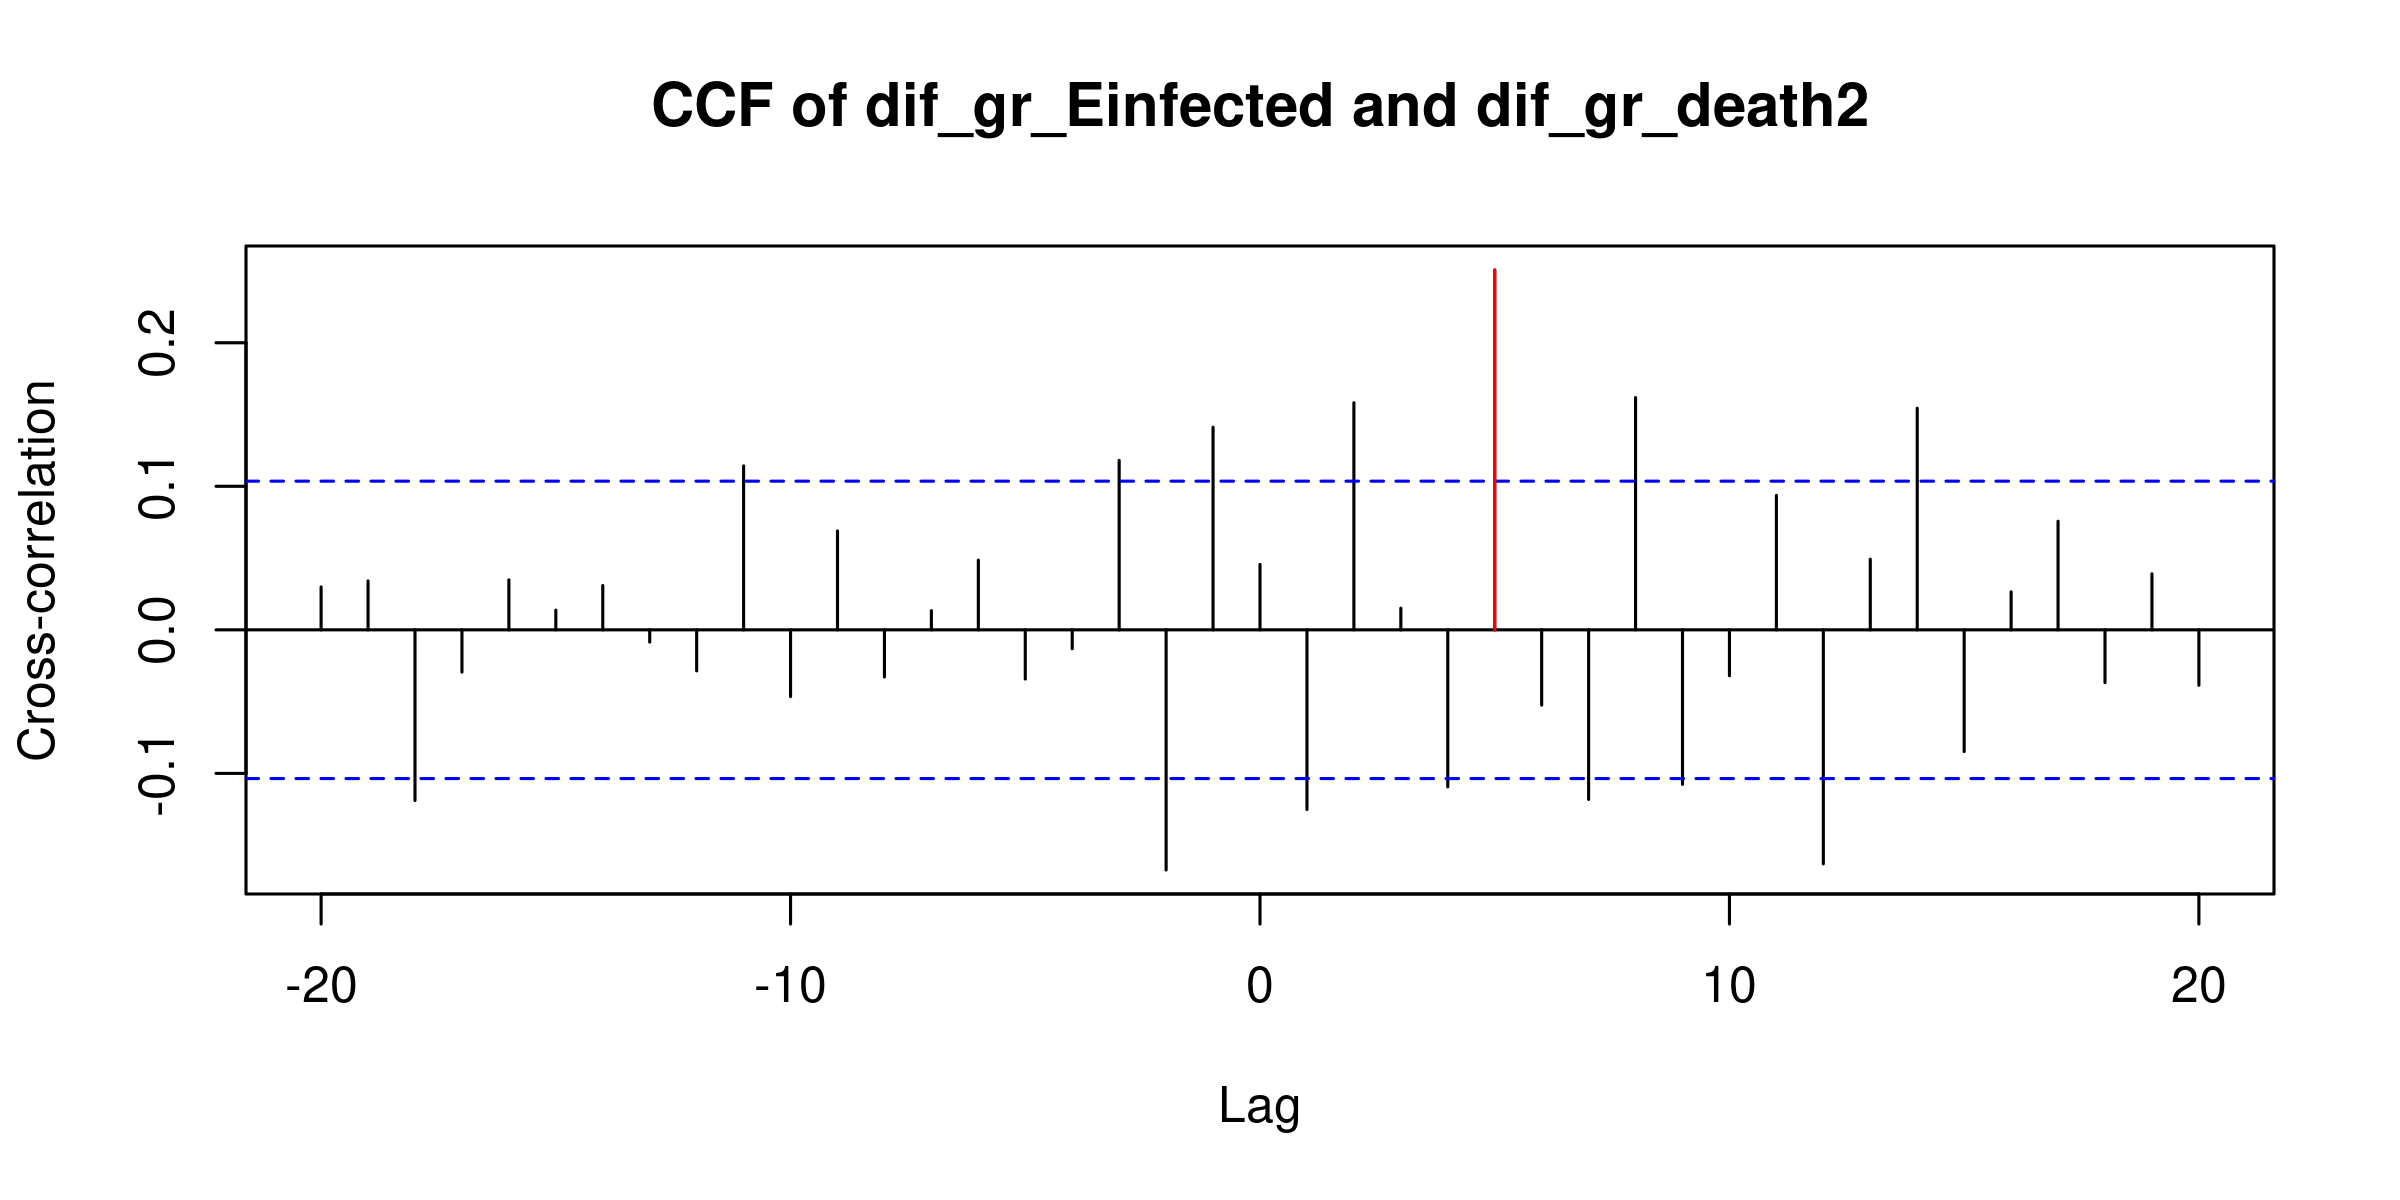 CCF of dif_gr_Einfected and dif_gr_death2
Cross-correlation
0.2
0.1
0.0
-0.1
-20 -10 0 10 20
Lag